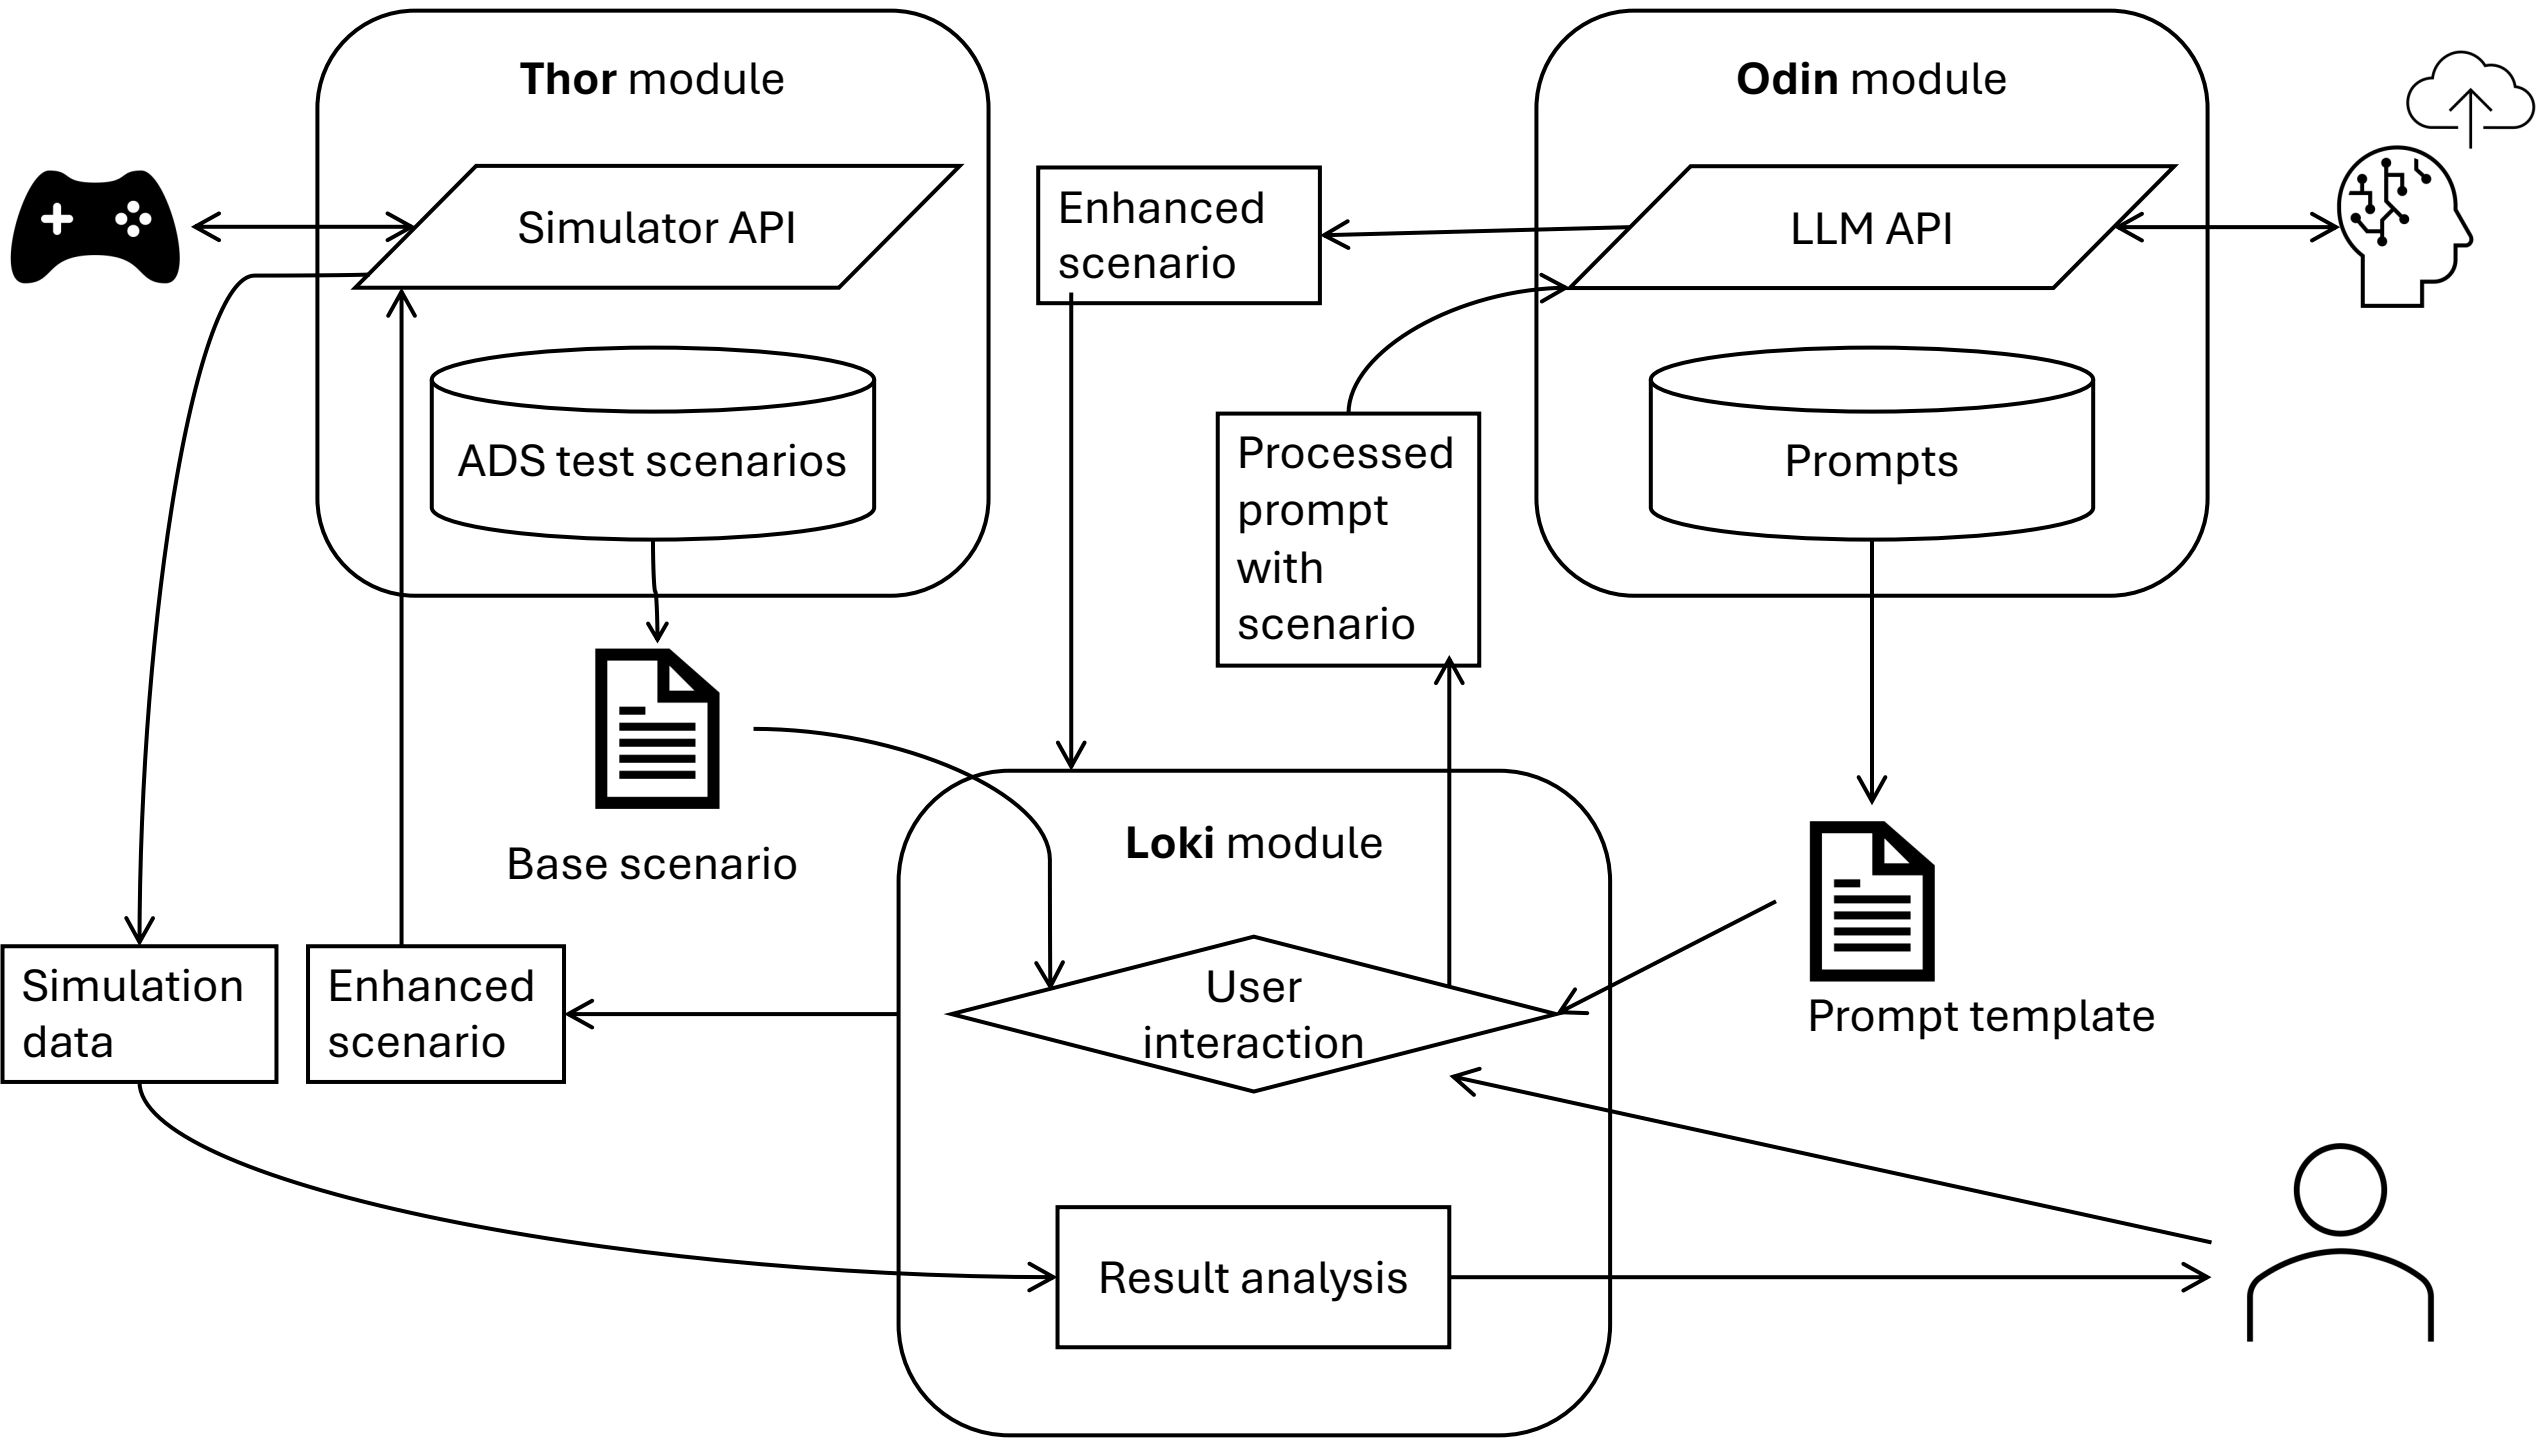 Thor module
Odin module
Simulator API
Enhanced
scenario
LLM API
ADS test scenarios
Processed
prompt
with
scenario
Prompts
Base scenario
Loki module
Simulation
data
Enhanced
scenario
User
interaction
Prompt template
Result analysis